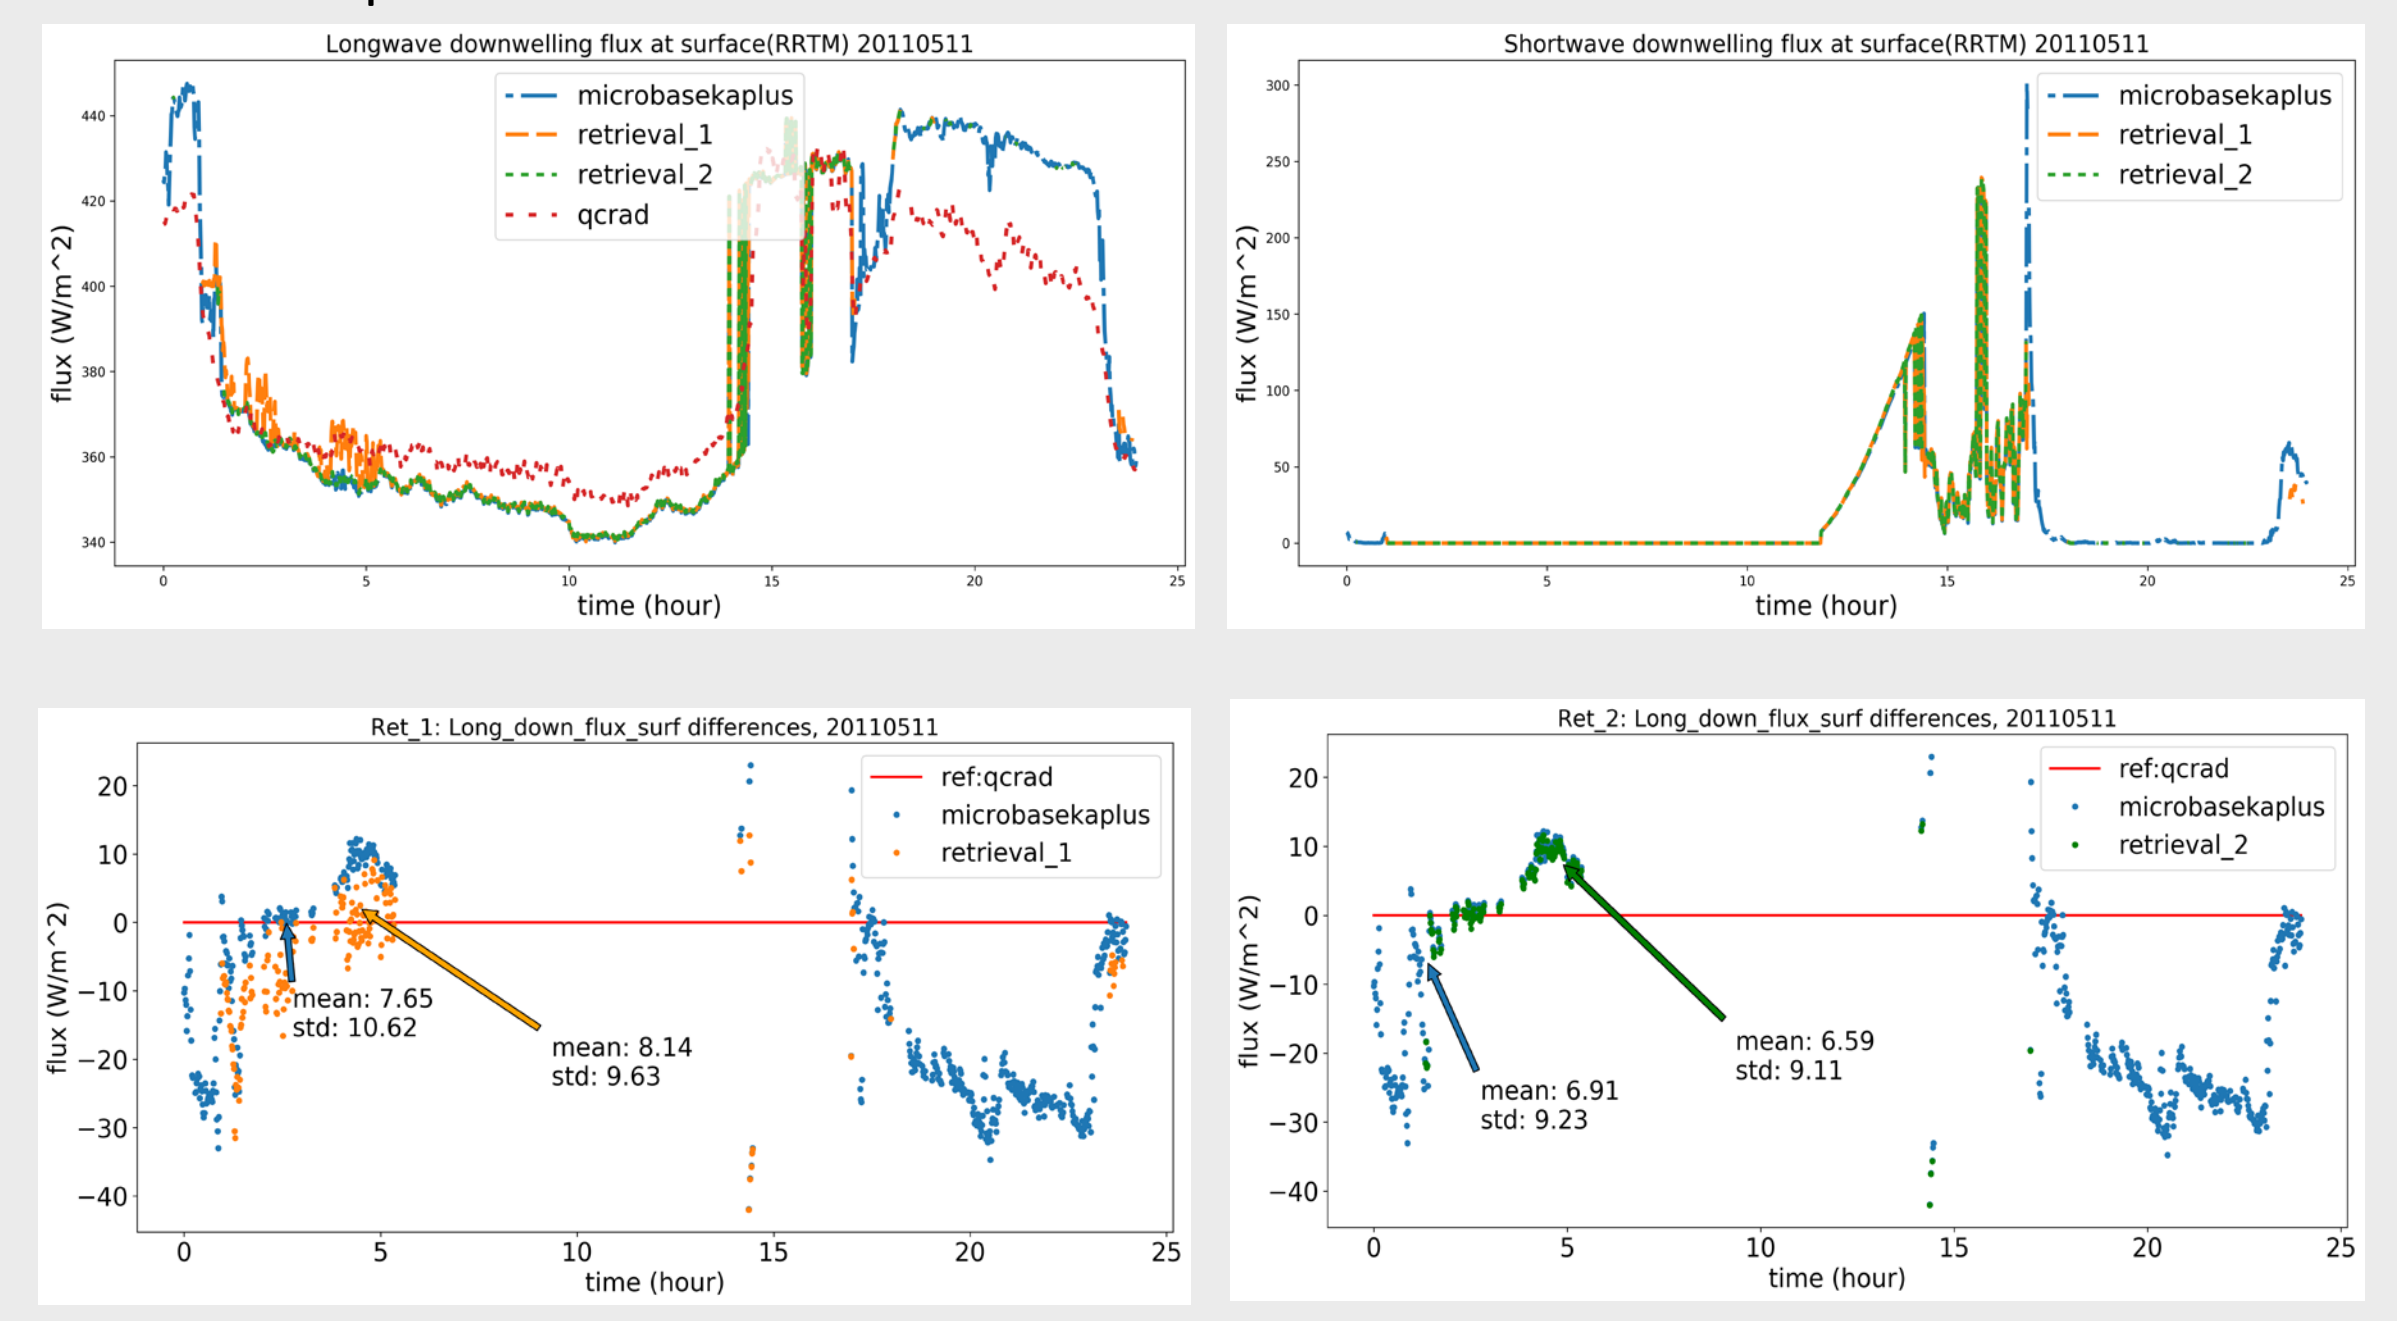 Longwave downwelling flux at surface(RRTM) 20110511
microbasekaplus
retrieval_1
retrieval_2
qcrad
flux (W/m^2)
440
420
400
380
360
340
0 5 10 15 20 25
time (hour)
Shortwave downwelling flux at surface(RRTM) 20110511
microbasekaplus
retrieval_1
retrieval_2
flux (W/m^2)
300
250
200
150
100
50
0
0 5 10 15 20 25
time (hour)
Ret_1: Long_down_flux_surf differences, 20110511
ref:qcrad
microbasekaplus
retrieval_1
flux (W/m^2)
20
10
0
−10
−20
−30
−40
mean: 7.65
std: 10.62
mean: 8.14
std: 9.63
0 5 10 15 20 25
time (hour)
Ret_2: Long_down_flux_surf differences, 20110511
ref:qcrad
microbasekaplus
retrieval_2
flux (W/m^2)
20
10
0
−10
−20
−30
−40
mean: 6.59
std: 9.11
mean: 6.91
std: 9.23
0 5 10 15 20 25
time (hour)